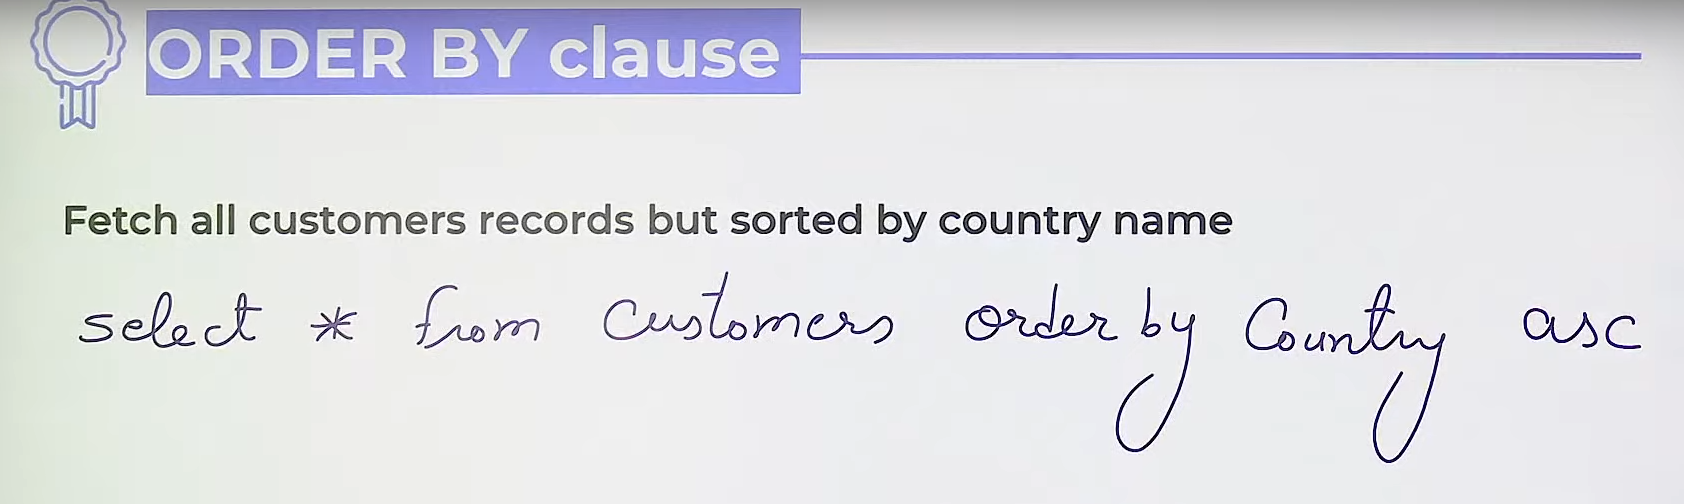 ORDER BY clause
Fetch all customers records but sorted by country name
select * from Customers order by Country asc